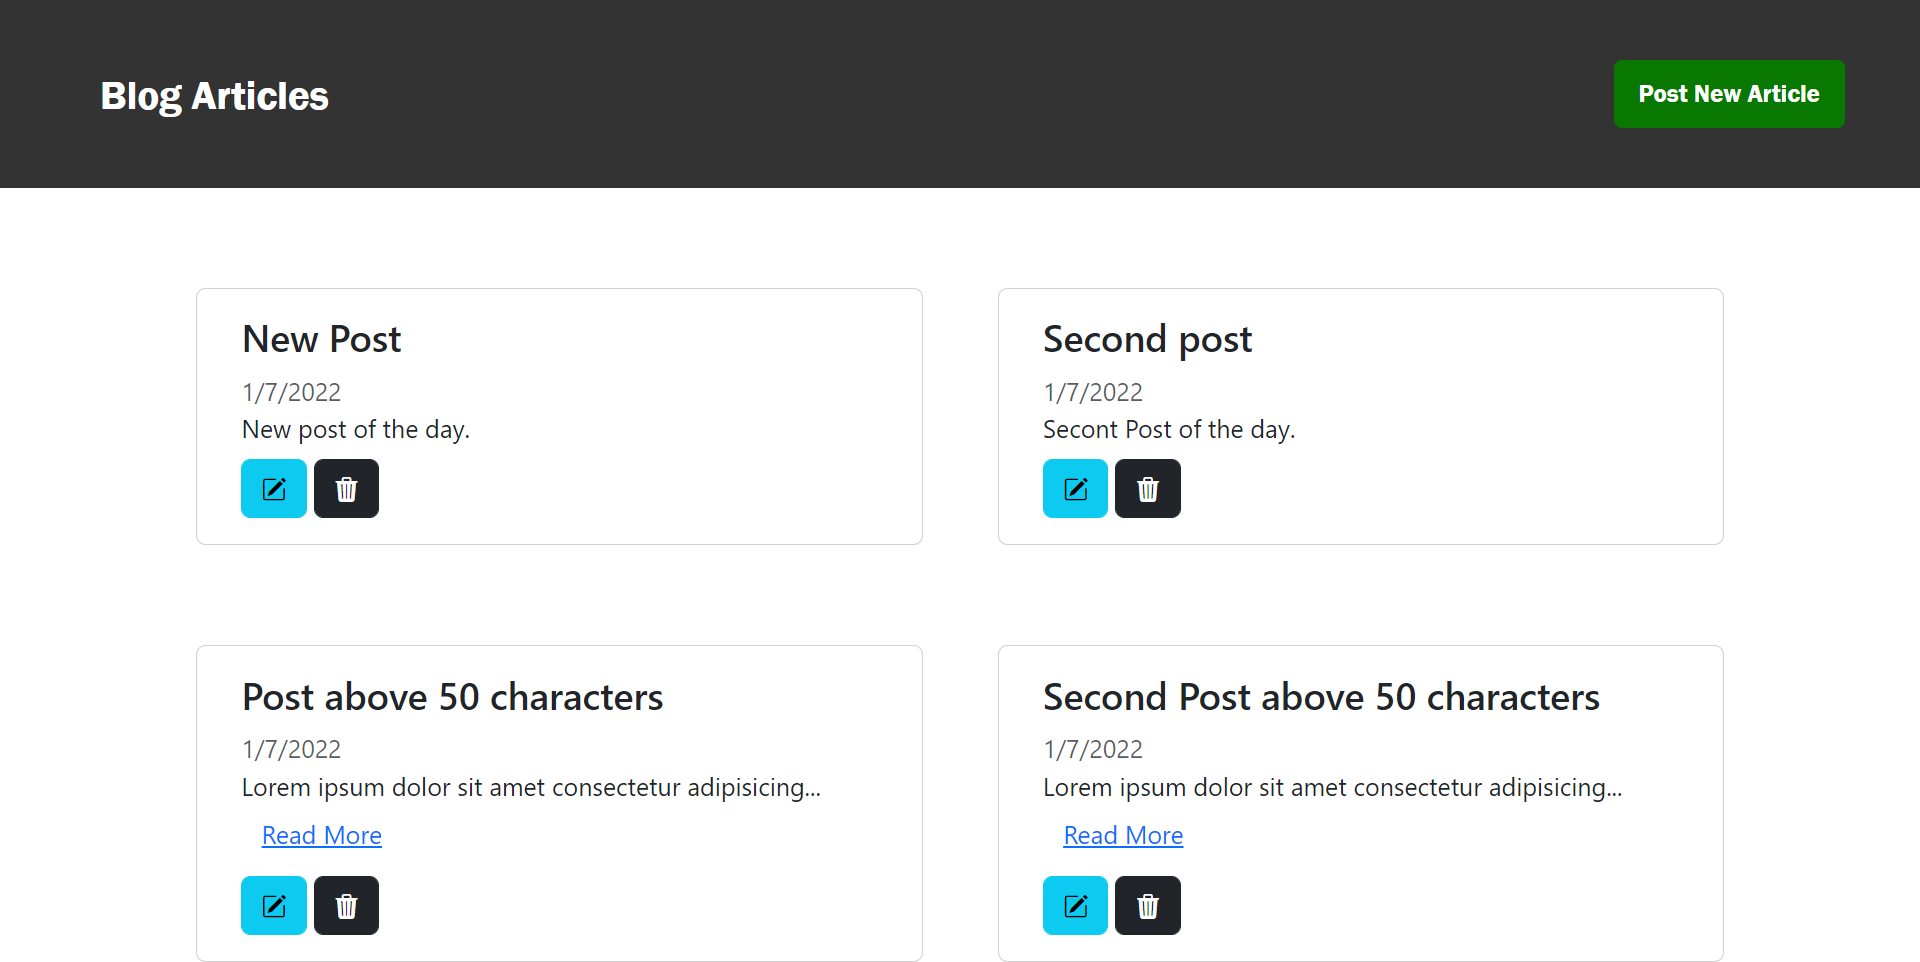 Blog Articles
Post New Article
New Post
1/7/2022
New post of the day.
Second post
1/7/2022
Secont Post of the day.
Post above 50 characters
1/7/2022
Lorem ipsum dolor sit amet consectetur adipisicing...
Read More
Second Post above 50 characters
1/7/2022
Lorem ipsum dolor sit amet consectetur adipisicing...
Read More